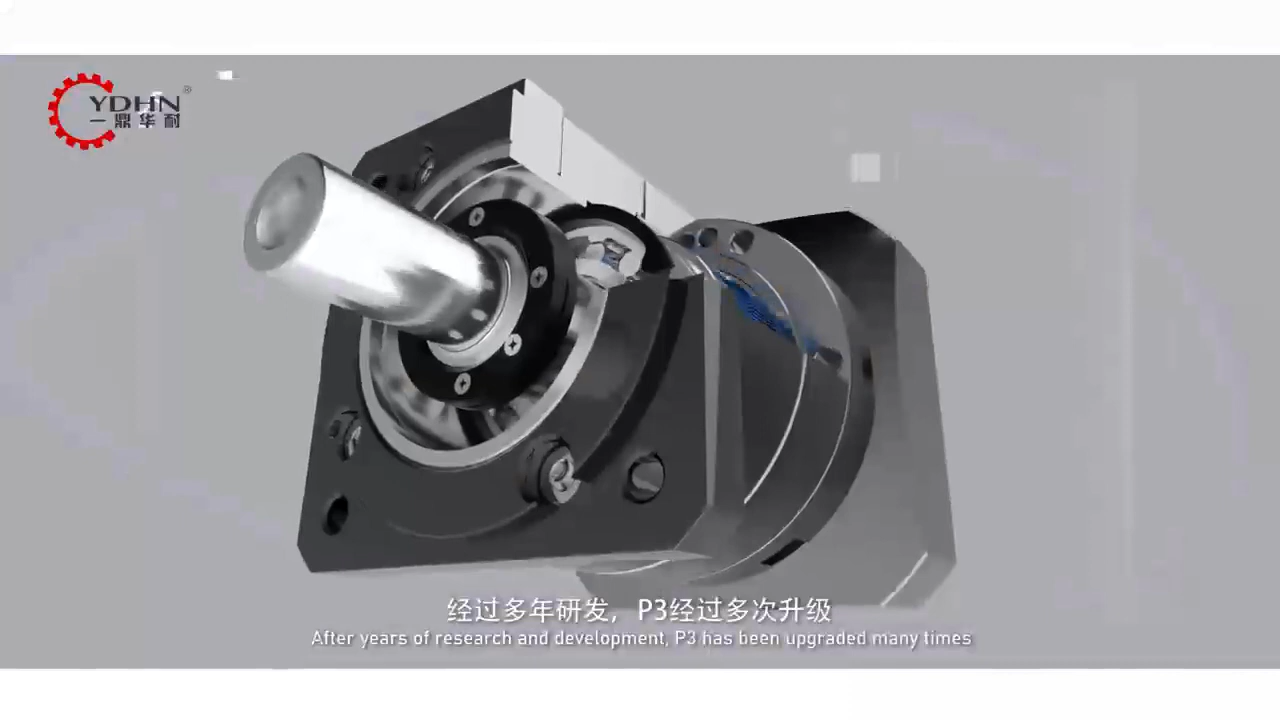 YDHN®
一鼎华耐
经过多年研发，P3经过多次升级
After years of research and development, P3 has been upgraded many times